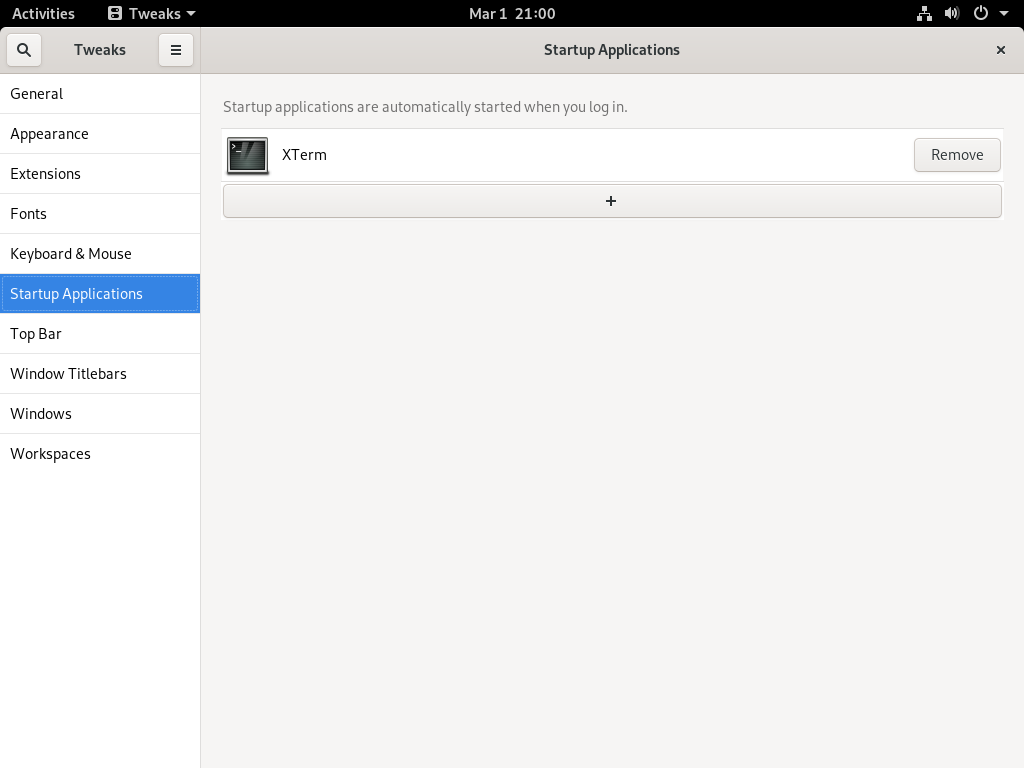 Activities Tweaks Mar 1 21:00
Tweaks Startup Applications
General
Appearance
Extensions
Fonts
Keyboard & Mouse
Startup Applications
Top Bar
Window Titlebars
Windows
Workspaces
Startup applications are automatically started when you log in.
XTerm Remove
+